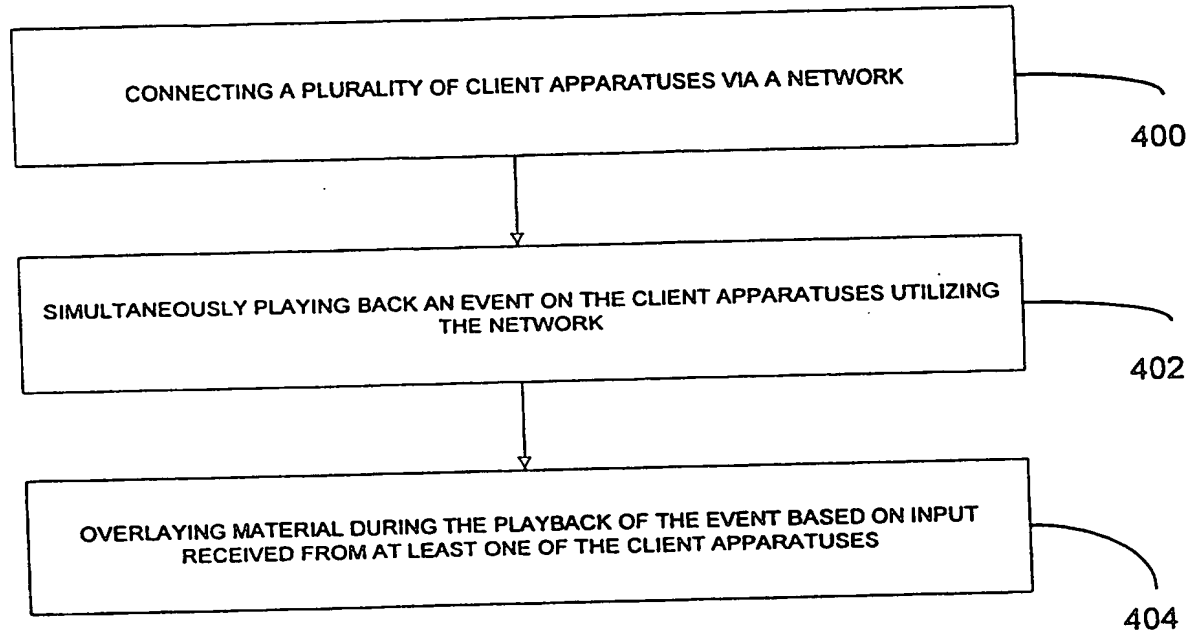 CONNECTING A PLURALITY OF CLIENT APPARATUSES VIA A NETWORK
400
SIMULTANEOUSLY PLAYING BACK AN EVENT ON THE CLIENT APPARATUSES UTILIZING
THE NETWORK
402
OVERLAYING MATERIAL DURING THE PLAYBACK OF THE EVENT BASED ON INPUT
RECEIVED FROM AT LEAST ONE OF THE CLIENT APPARATUSES
404